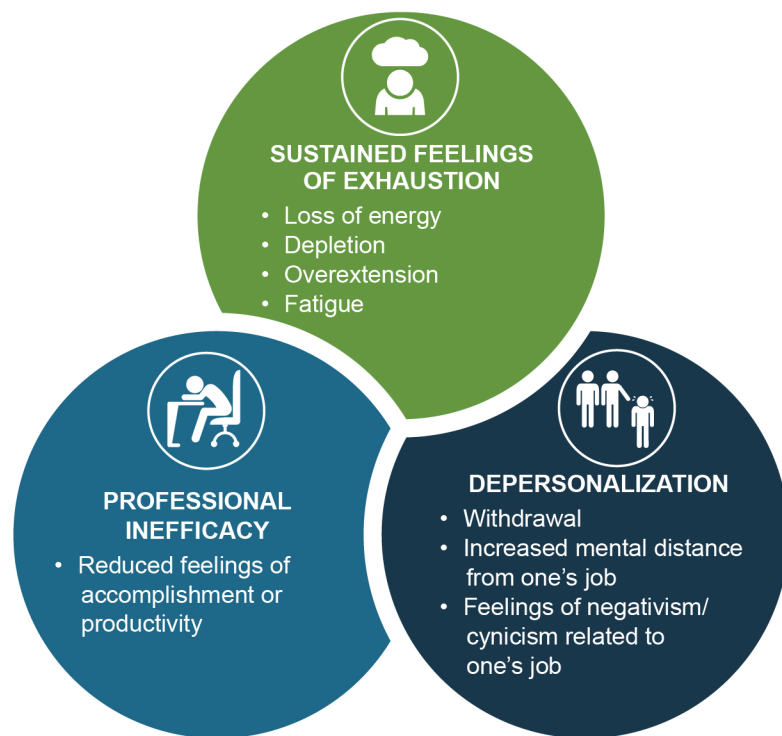 SUSTAINED FEELINGS
OF EXHAUSTION
• Loss of energy
• Depletion
• Overextension
• Fatigue
PROFESSIONAL
INEFFICACY
• Reduced feelings of
accomplishment or
productivity
DEPERSONALIZATION
• Withdrawal
• Increased mental distance
from one’s job
• Feelings of negativism/
cynicism related to
one’s job